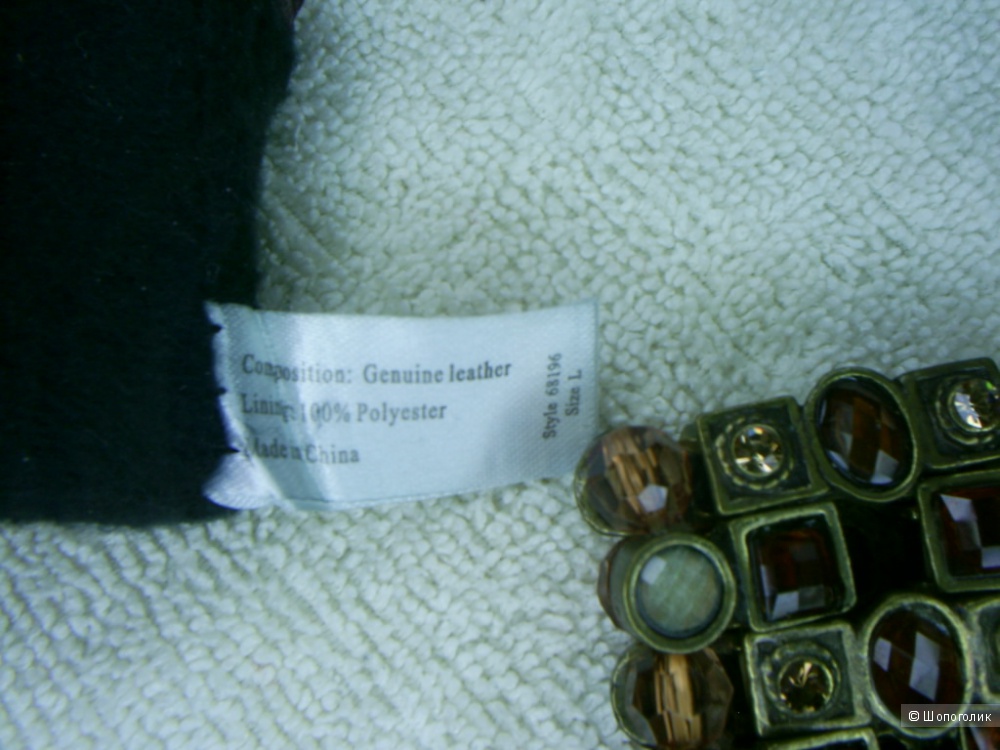 Composition: Genuine leather
Lining: 100% Polyester
Made in China
Style 68196
Size L
© Шопоголик